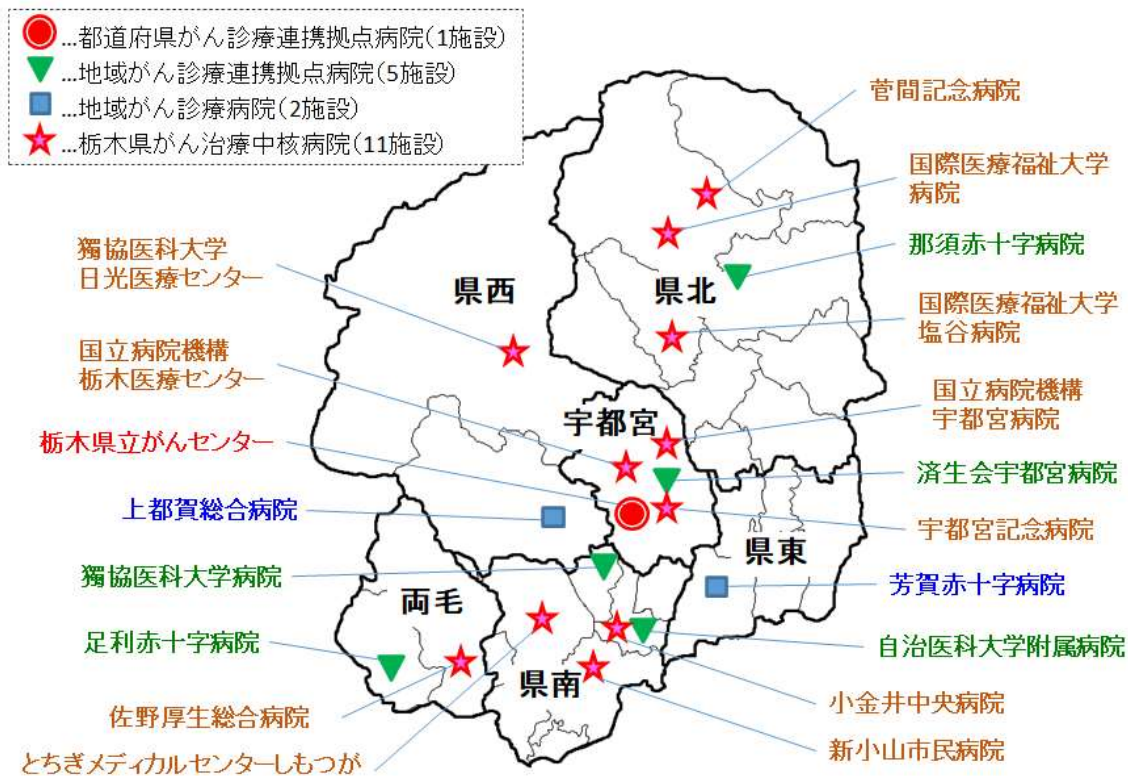 …都道府県がん診療連携拠点病院(1施設)
…地域がん診療連携拠点病院(5施設)
…地域がん診療病院(2施設)
…栃木県がん治療中核病院(11施設)
菅間記念病院
国際医療福祉大学
病院
那須赤十字病院
国際医療福祉大学
塩谷病院
国立病院機構
宇都宮病院
済生会宇都宮病院
宇都宮記念病院
芳賀赤十字病院
自治医科大学附属病院
小金井中央病院
新小山市民病院
獨協医科大学
日光医療センター
国立病院機構
栃木医療センター
栃木県立がんセンター
上都賀総合病院
獨協医科大学病院
足利赤十字病院
佐野厚生総合病院
とちぎメディカルセンターしもつが
県西
県北
宇都宮
県東
両毛
県南